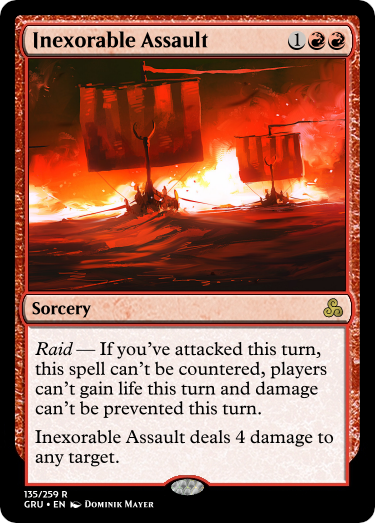 Inexorable Assault 1
Sorcery
Raid — If you've attacked this turn,
this spell can't be countered, players
can't gain life this turn and damage
can't be prevented this turn.
Inexorable Assault deals 4 damage to
any target.
135/259 R
GRU • EN Dominik Mayer